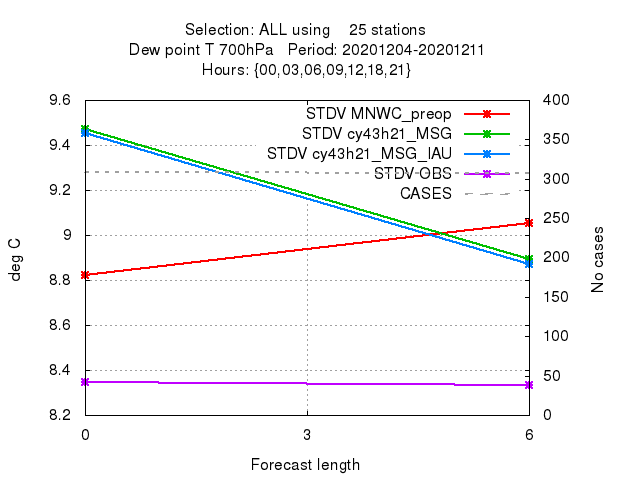 Selection: ALL using    25 stations
Dew point T 700hPa   Period: 20201204-20201211
Hours: {00,03,06,09,12,18,21}
9.6
9.4
9.2
9
8.8
8.6
8.4
8.2
400
350
300
250
200
150
100
50
0
STDV MNWC_preop
STDV cy43h21_MSG
STDV cy43h21_MSG_IAU
STDV OBS
CASES
deg C
No cases
0
3
6
Forecast length